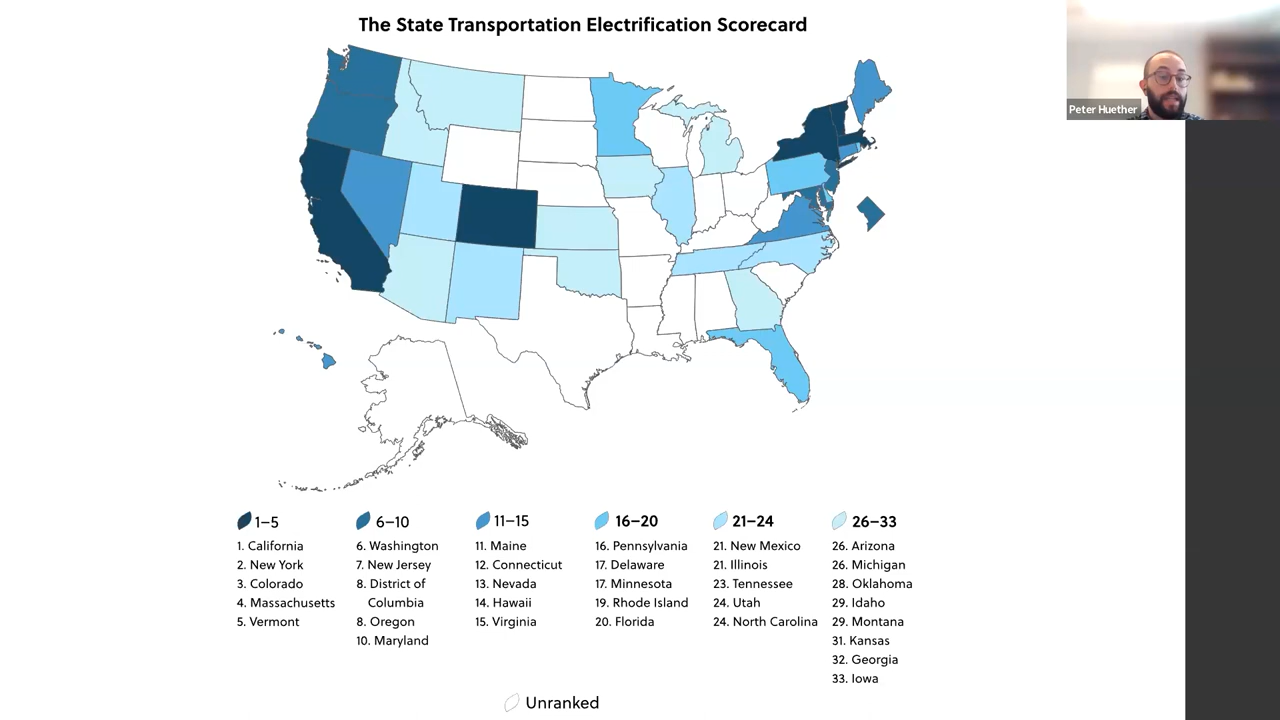 The State Transportation Electrification Scorecard
Peter Huether
1–5
1. California
2. New York
3. Colorado
4. Massachusetts
5. Vermont
6–10
6. Washington
7. New Jersey
8. District of
Columbia
8. Oregon
10. Maryland
11–15
11. Maine
12. Connecticut
13. Nevada
14. Hawaii
15. Virginia
16–20
16. Pennsylvania
17. Delaware
17. Minnesota
19. Rhode Island
20. Florida
21–24
21. New Mexico
21. Illinois
23. Tennessee
24. Utah
24. North Carolina
26–33
26. Arizona
26. Michigan
28. Oklahoma
29. Idaho
29. Montana
31. Kansas
32. Georgia
33. Iowa
Unranked